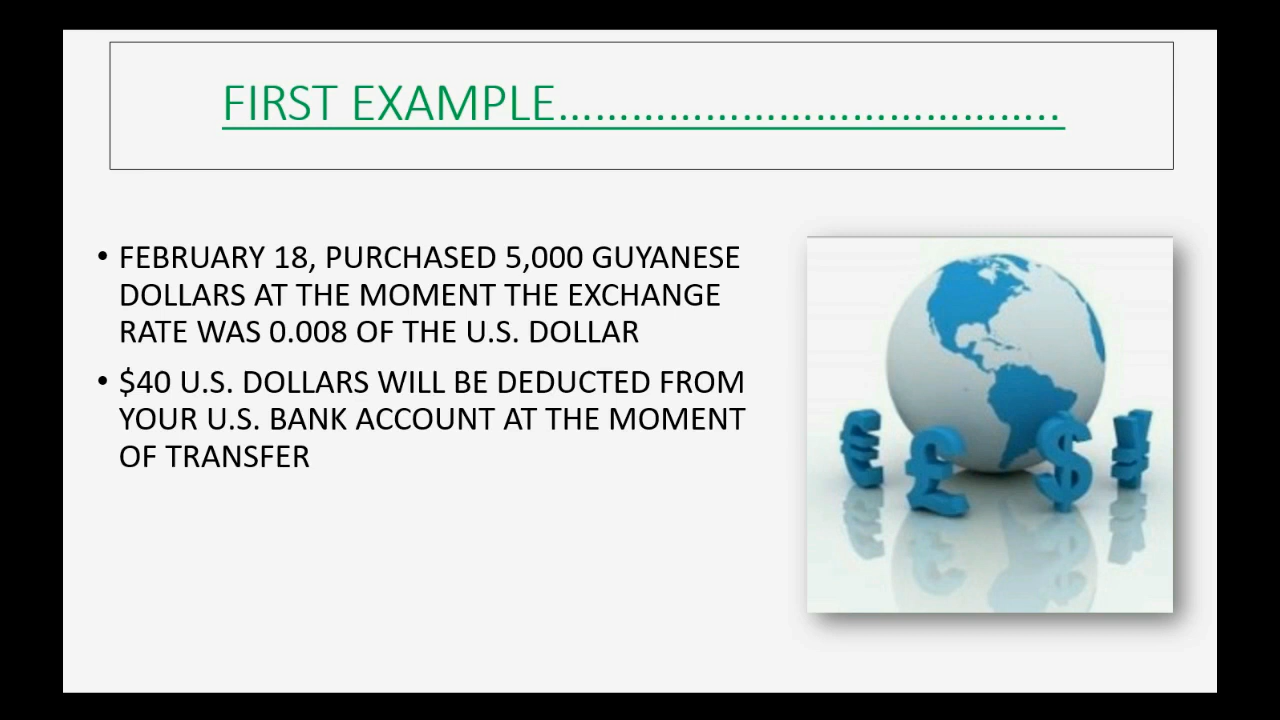 FIRST EXAMPLE…………………………………..
• FEBRUARY 18, PURCHASED 5,000 GUYANESE
DOLLARS AT THE MOMENT THE EXCHANGE
RATE WAS 0.008 OF THE U.S. DOLLAR
• $40 U.S. DOLLARS WILL BE DEDUCTED FROM
YOUR U.S. BANK ACCOUNT AT THE MOMENT
OF TRANSFER
€ £ $ ¥